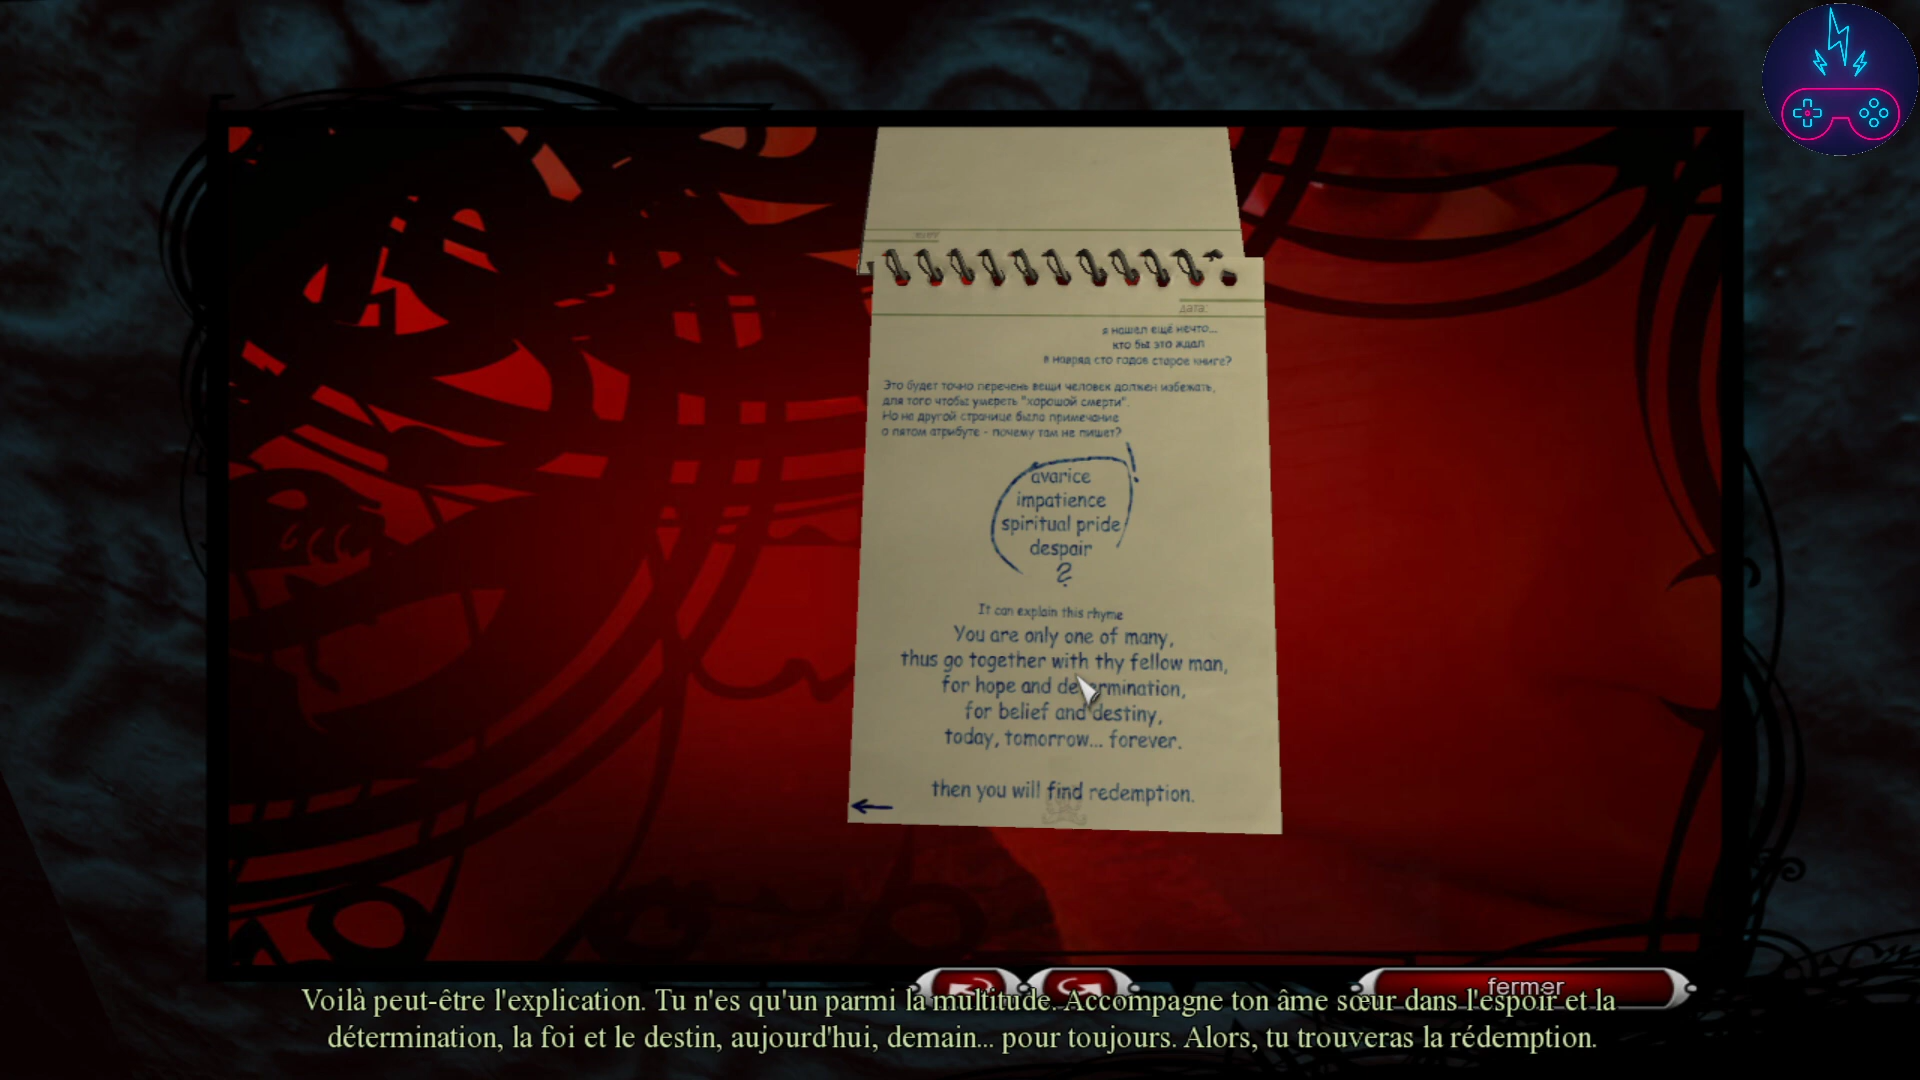 дата:
я нашел ещё нечто...
кто бы это ждал
в навряд сто годов старое книге?
Это будет точно перечень вещи человек должен избежать,
для того чтобы умереть "хорошой смерти".
Но на другой странице было примечание
о пятом атрибуте - почему там не пишет?
avarice
impatience
spiritual pride
despair
?
It can explain this rhyme
You are only one of many,
thus go together with thy fellow man,
for hope and determination,
for belief and destiny,
today, tomorrow... forever.
then you will find redemption.
fermer
Voilà peut-être l'explication. Tu n'es qu'un parmi la multitude. Accompagne ton âme sœur dans l'espoir et la
détermination, la foi et le destin, aujourd'hui, demain... pour toujours. Alors, tu trouveras la rédemption.